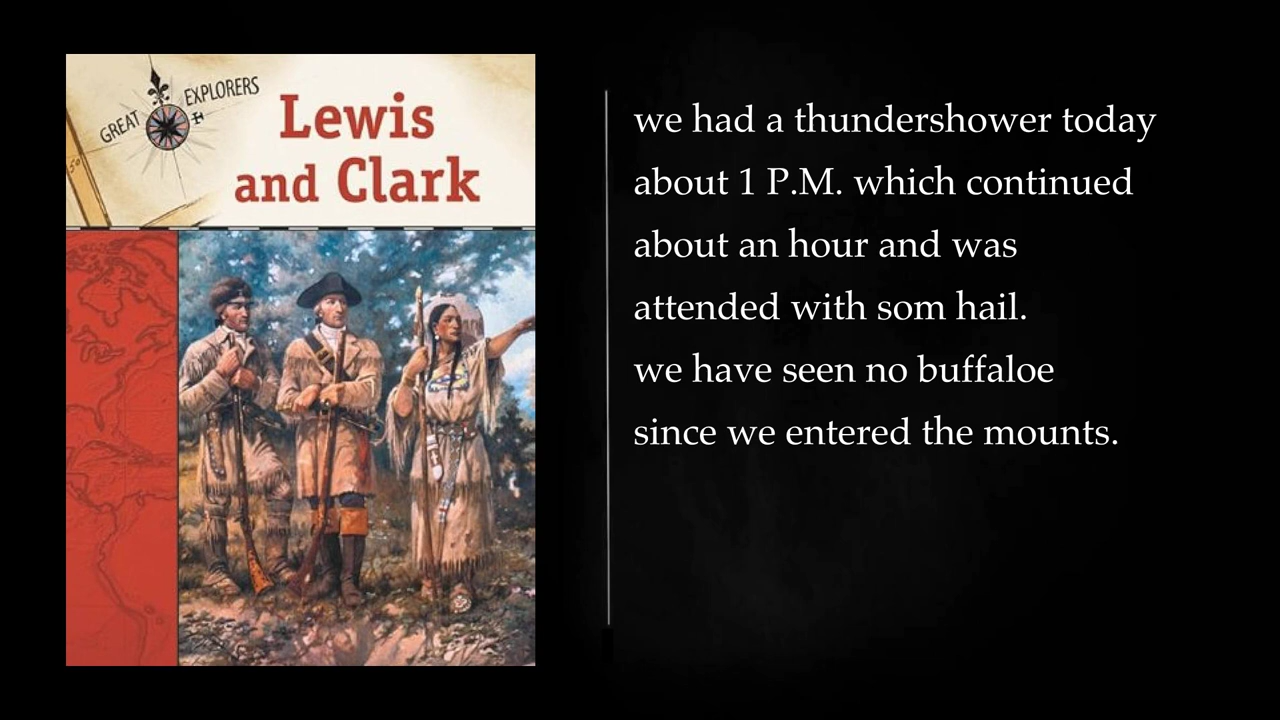 GREAT EXPLORERS
Lewis
and Clark
50
we had a thundershower today
about 1 P.M. which continued
about an hour and was
attended with som hail.
we have seen no buffaloe
since we entered the mounts.